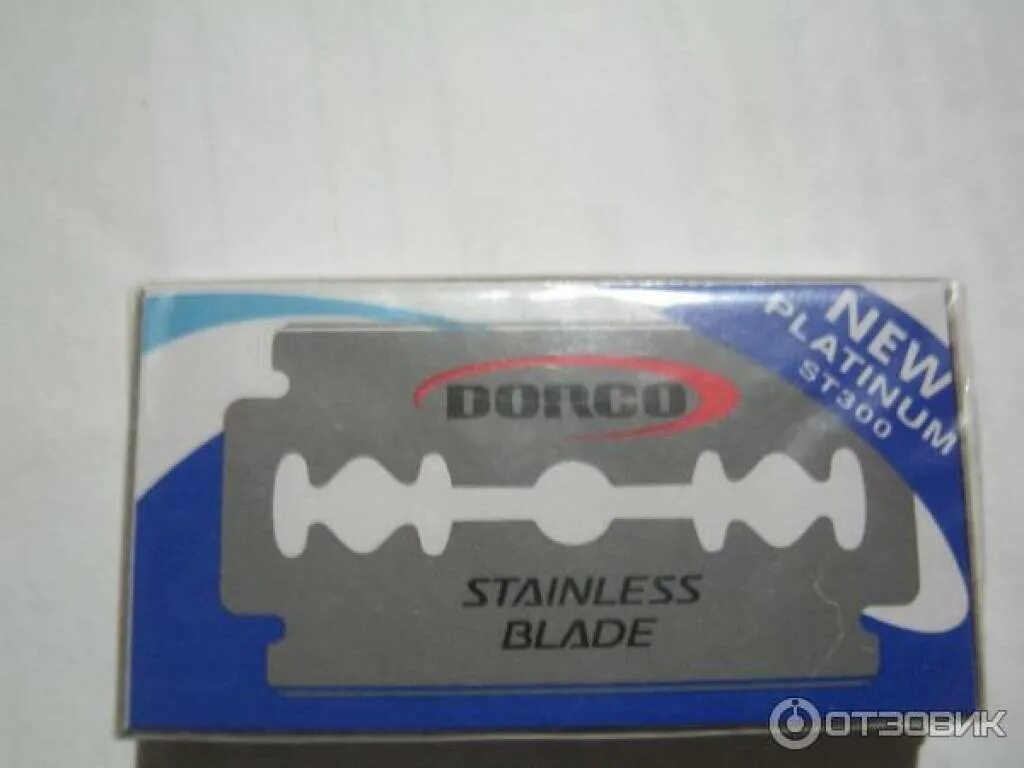 NEW
PLATINUM
ST300
DORCO
STAINLESS
BLADE
ОТЗОВИК